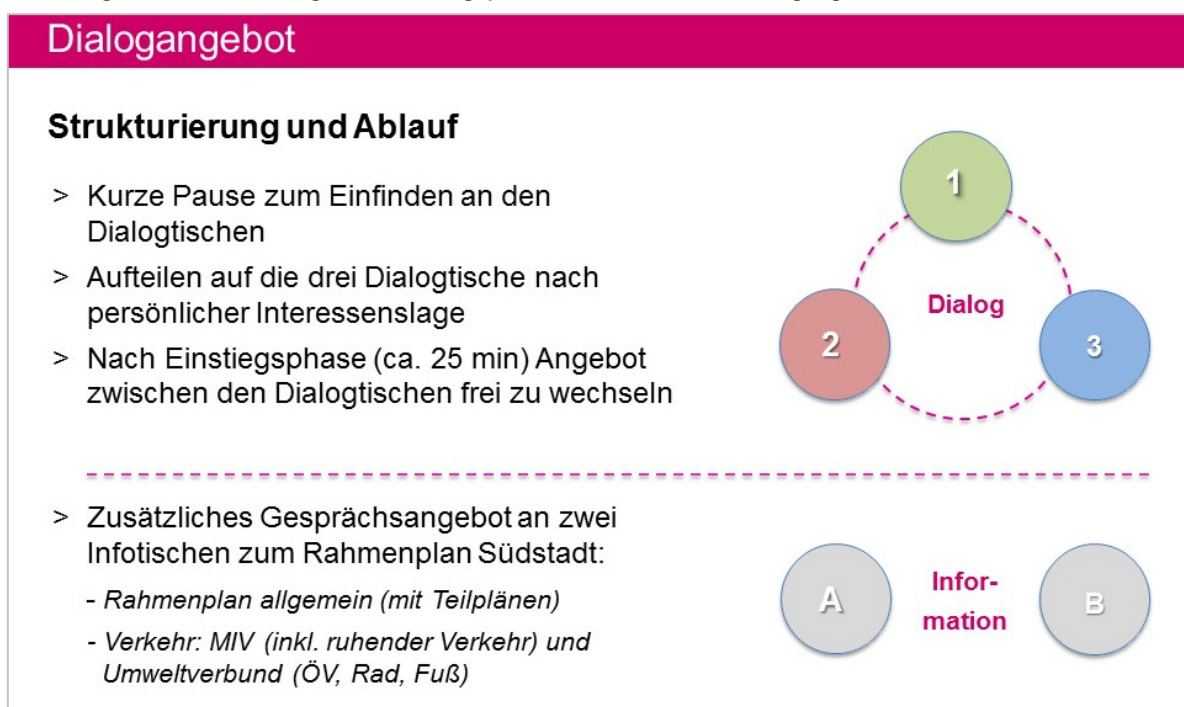 Dialogangebot
Strukturierung und Ablauf
> Kurze Pause zum Einfinden an den
Dialogtischen
> Aufteilen auf die drei Dialogtische nach
persönlicher Interessenslage
> Nach Einstiegsphase (ca. 25 min) Angebot
zwischen den Dialogtischen frei zu wechseln
1
Dialog
2
3
> Zusätzliches Gesprächsangebot an zwei
Infotischen zum Rahmenplan Südstadt:
- Rahmenplan allgemein (mit Teilplänen)
- Verkehr: MIV (inkl. ruhender Verkehr) und
Umweltverbund (ÖV, Rad, Fuß)
A
Infor-
mation
B